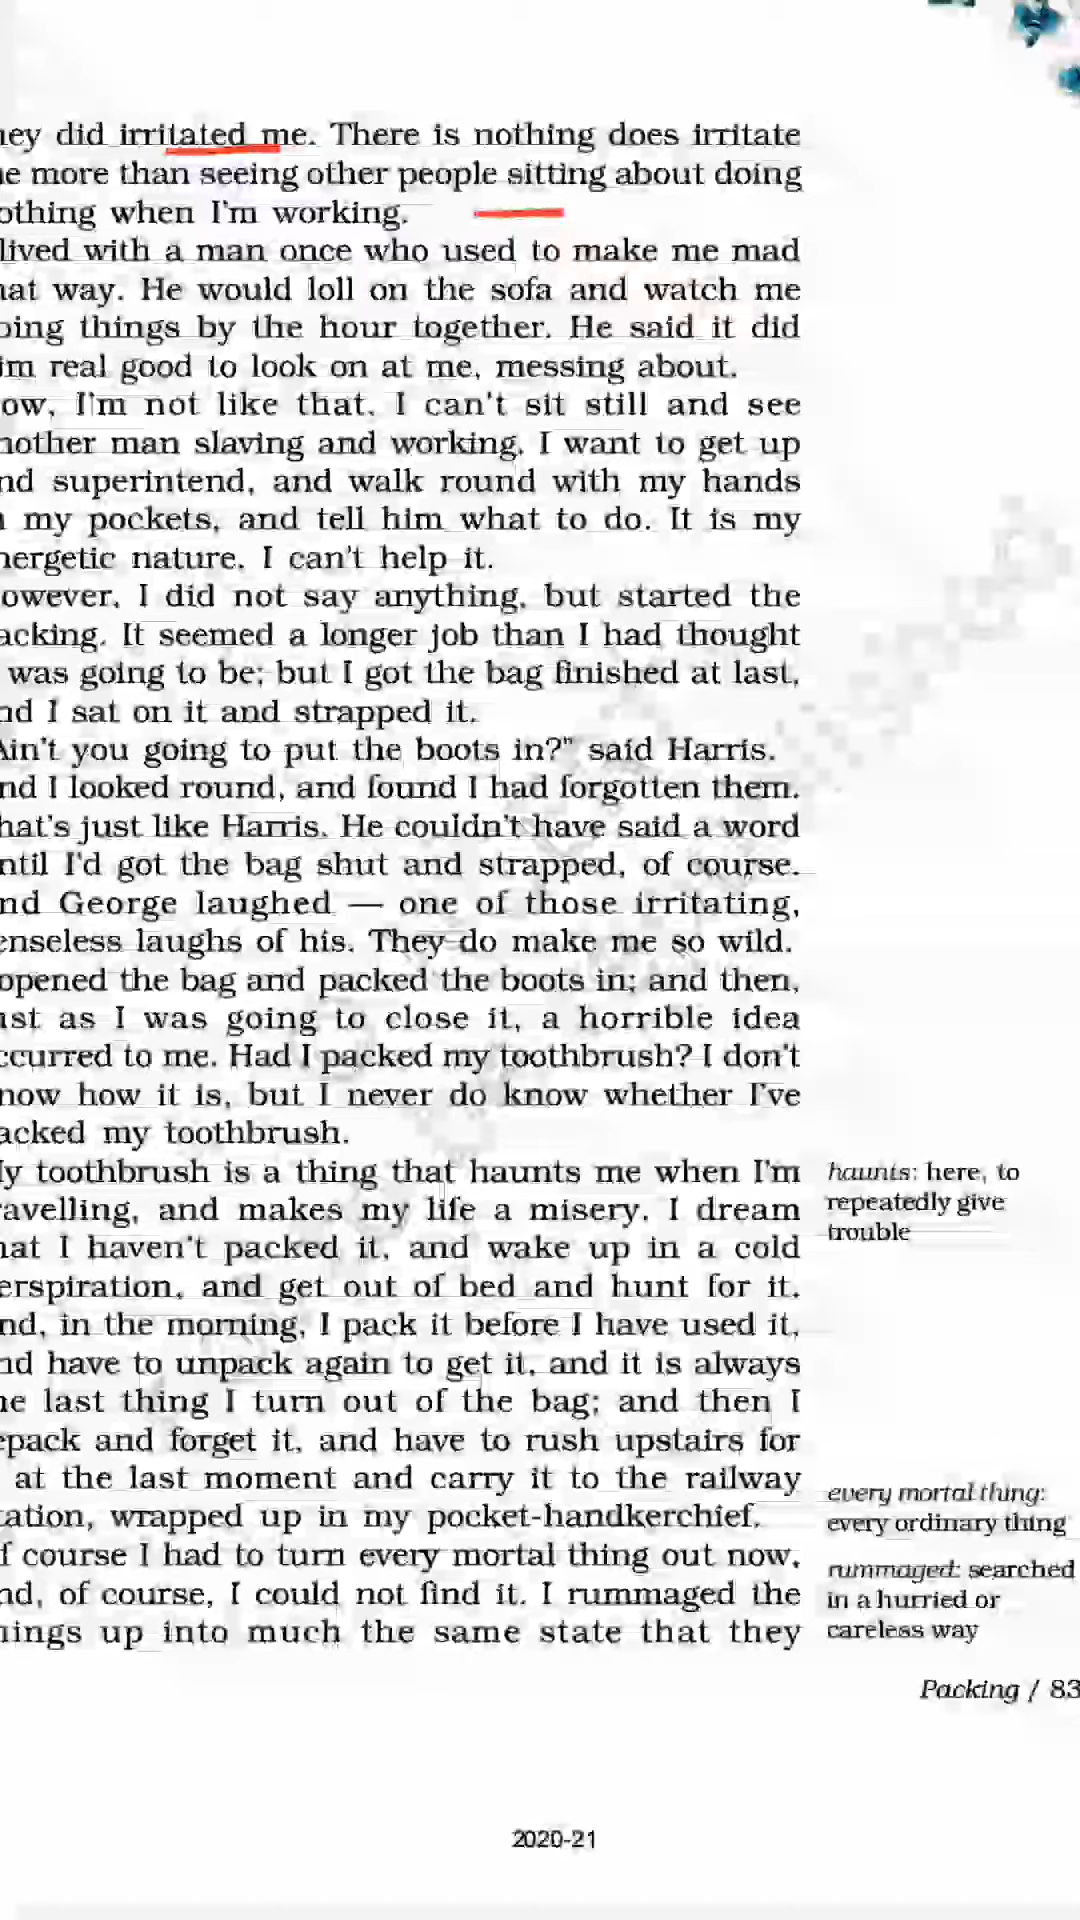 hey did irritated me. There is nothing does irritate
e more than seeing other people sitting about doing
othing when I'm working.
lived with a man once who used to make me mad
hat way. He would loll on the sofa and watch me
oing things by the hour together. He said it did
im real good to look on at me, messing about.
ow, I'm not like that. I can't sit still and see
nother man slaving and working. I want to get up
nd superintend, and walk round with my hands
my pockets, and tell him what to do. It is my
nergetic nature. I can't help it.
owever, I did not say anything, but started the
acking. It seemed a longer job than I had thought
was going to be; but I got the bag finished at last,
nd I sat on it and strapped it.
Ain't you going to put the boots in?" said Harris.
nd I looked round, and found I had forgotten them.
hat's just like Harris. He couldn't have said a word
ntil I'd got the bag shut and strapped, of course.
nd George laughed — one of those irritating,
enseless laughs of his. They do make me so wild.
opened the bag and packed the boots in; and then,
ust as I was going to close it, a horrible idea
ccurred to me. Had I packed my toothbrush? I don't
now how it is, but I never do know whether I've
acked my toothbrush.
My toothbrush is a thing that haunts me when I'm
ravelling, and makes my life a misery. I dream
hat I haven't packed it, and wake up in a cold
erspiration, and get out of bed and hunt for it.
nd, in the morning, I pack it before I have used it,
nd have to unpack again to get it, and it is always
he last thing I turn out of the bag; and then I
epack and forget it, and have to rush upstairs for
at the last moment and carry it to the railway
tation, wrapped up in my pocket-handkerchief.
f course I had to turn every mortal thing out now,
nd, of course, I could not find it. I rummaged the
hings up into much the same state that they
haunts: here, to
repeatedly give
trouble
every mortal thing:
every ordinary thing
rummaged: searched
in a hurried or
careless way
Packing / 83
2020-21